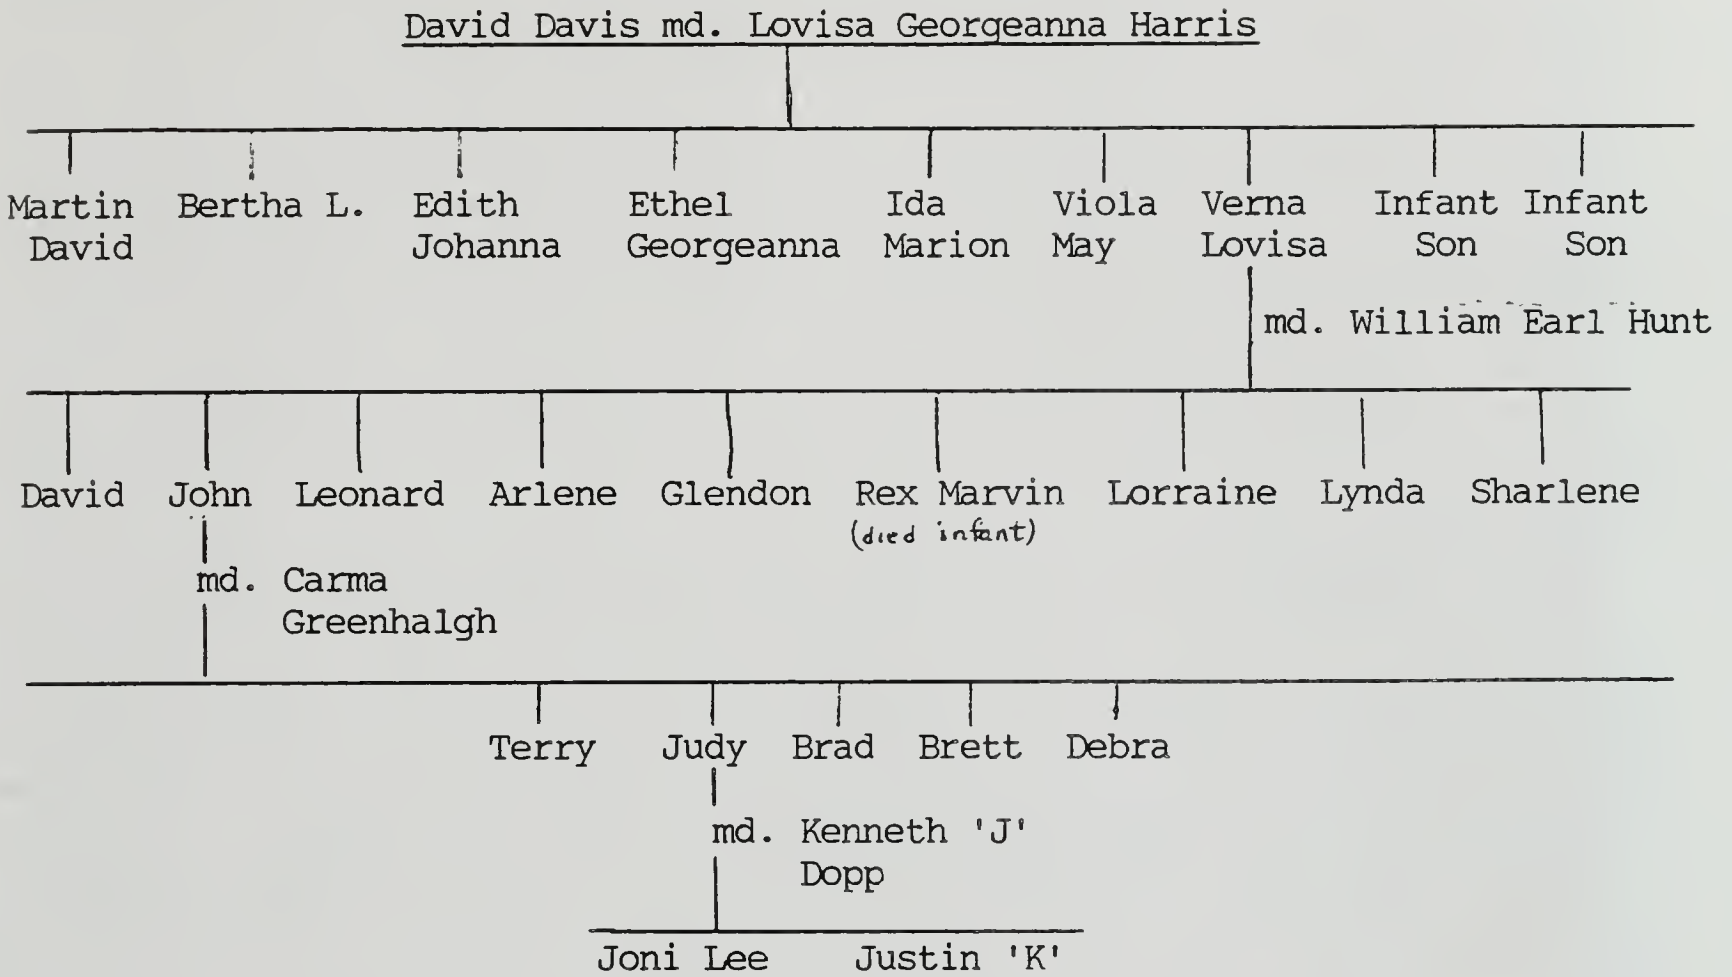 David Davis md. Lovisa Georgeanna Harris
Martin Bertha L. Edith Ethel Ida Viola Verna Infant Infant
David Johanna Georgeanna Marion May Lovisa Son Son
md. William Earl Hunt
David John Leonard Arlene Glendon Rex Marvin Lorraine Lynda Sharlene
(died infant)
md. Carma
Greenhalgh
Terry Judy Brad Brett Debra
md. Kenneth 'J'
Dopp
Joni Lee Justin 'K'